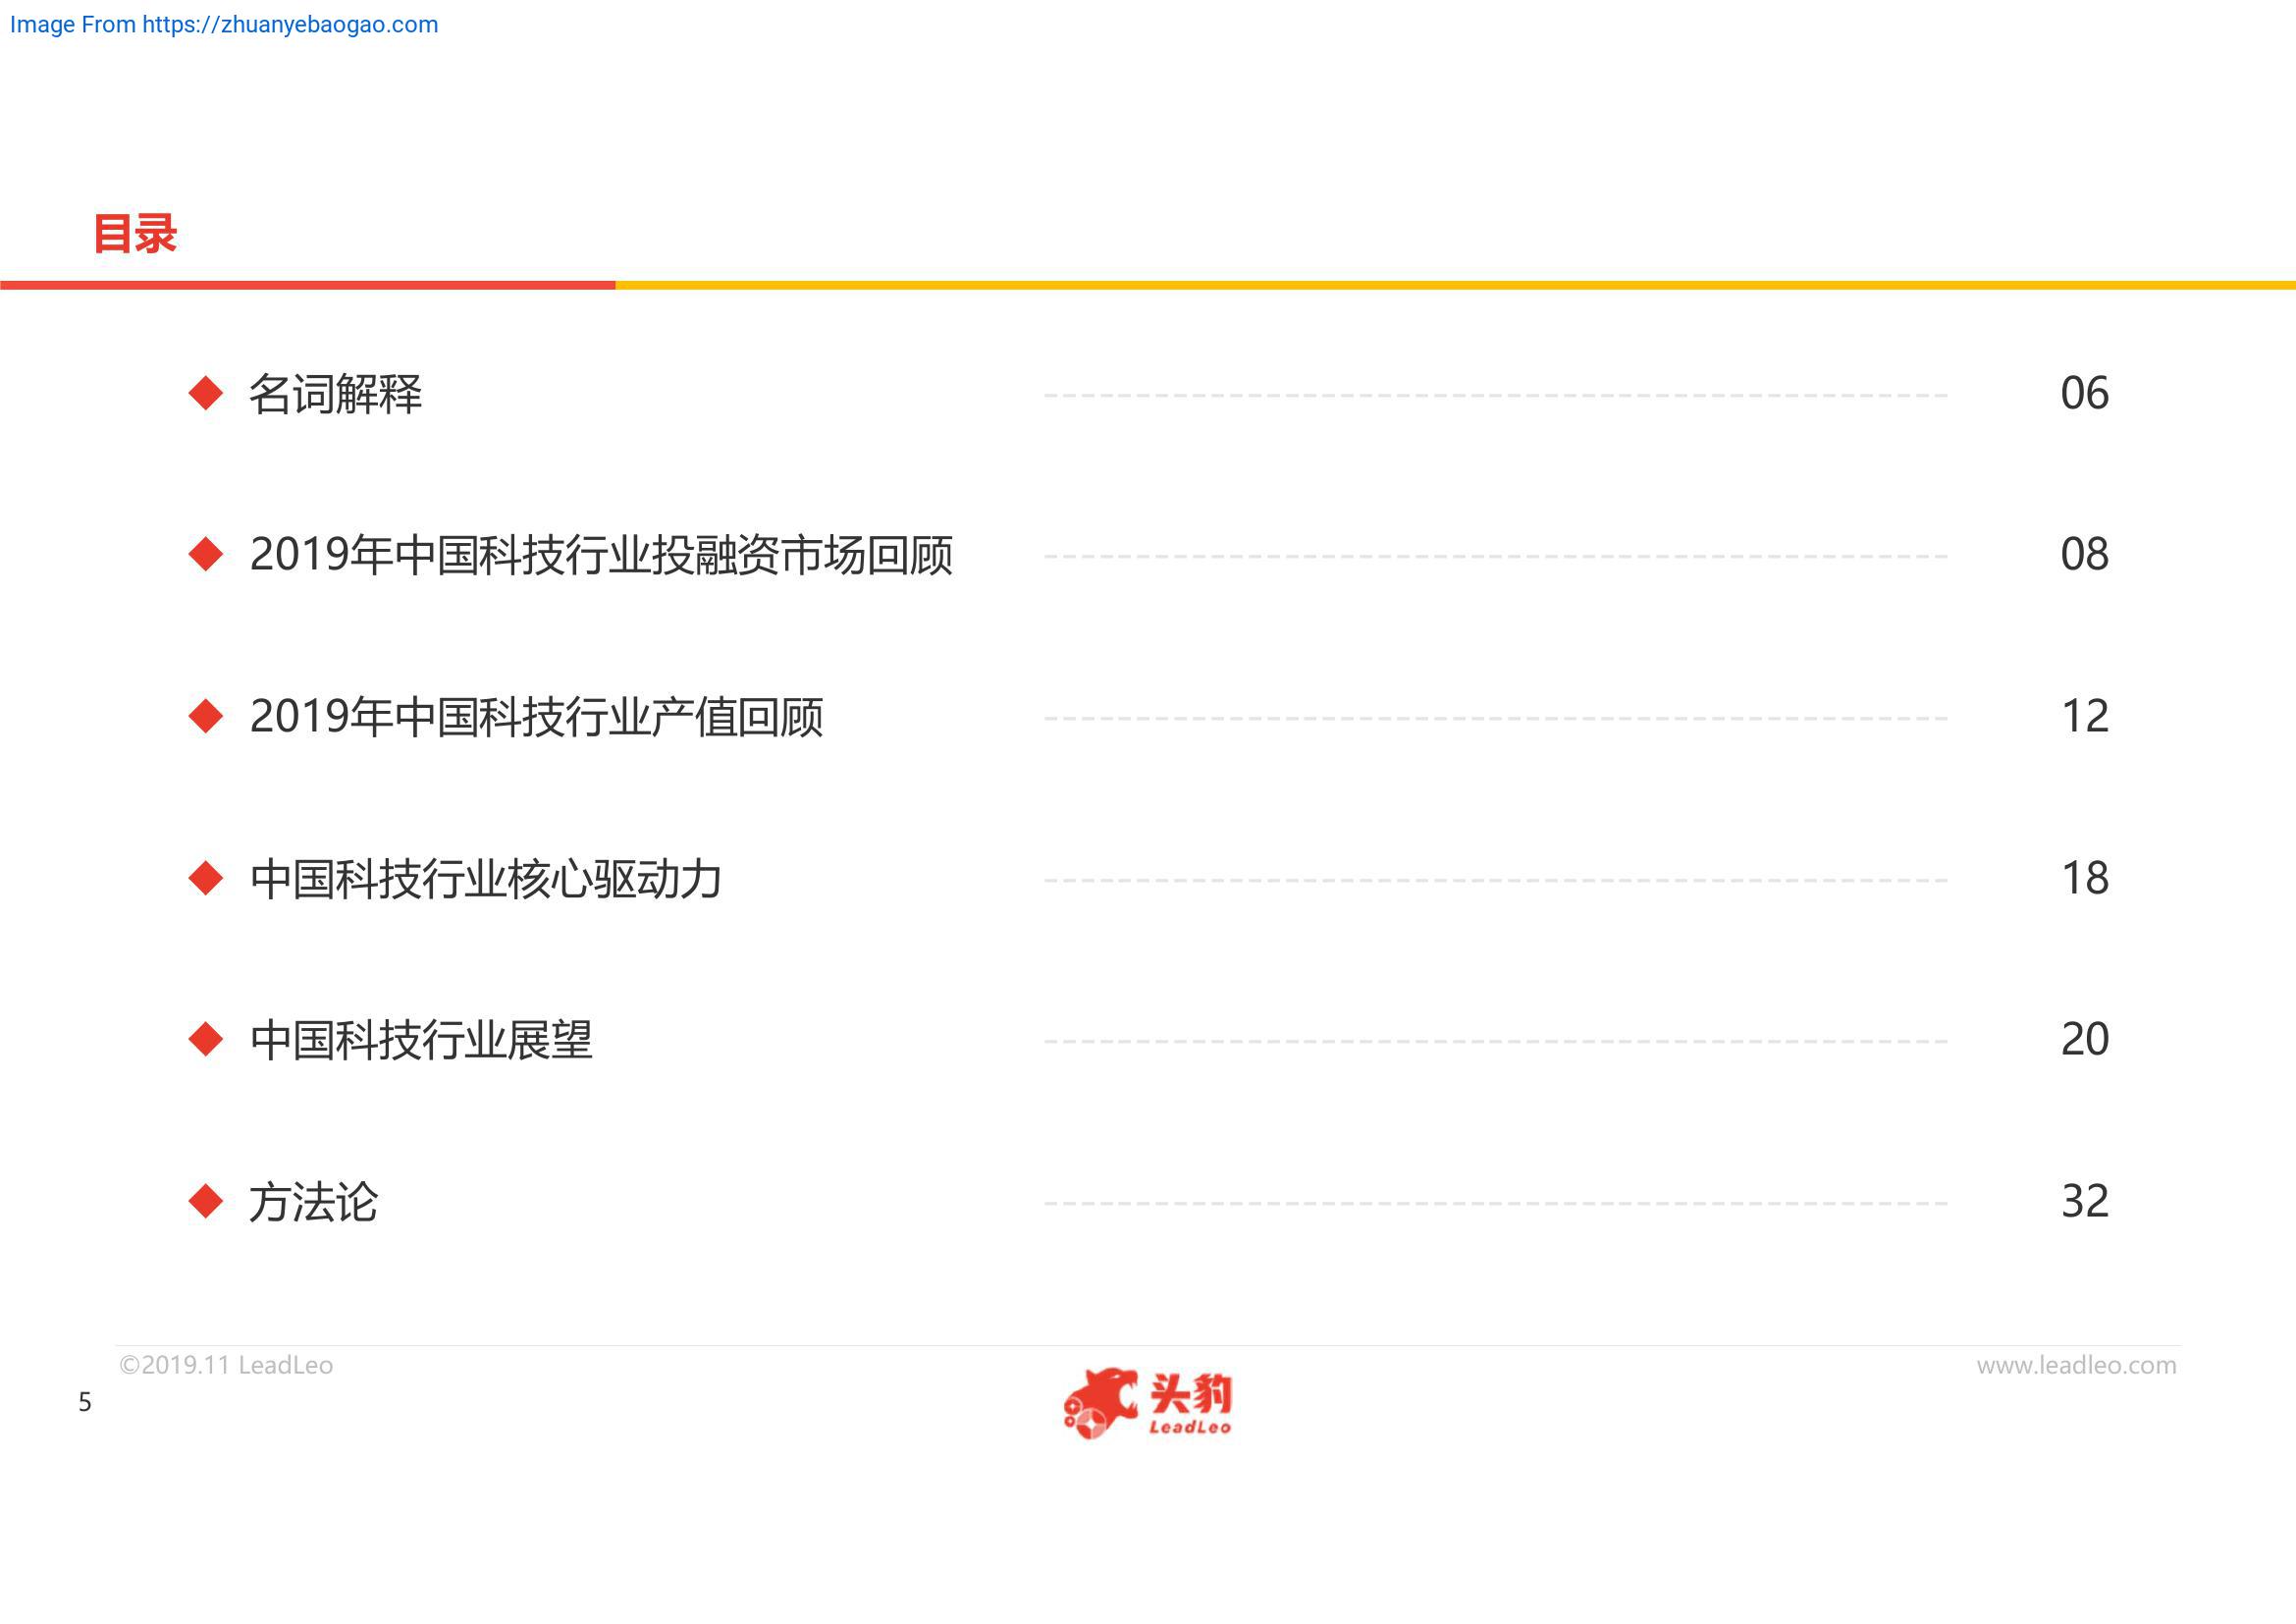 Image From https://zhuanyebaogao.com
目录
名词解释 06
2019年中国科技行业投融资市场回顾 08
2019年中国科技行业产值回顾 12
中国科技行业核心驱动力 18
中国科技行业展望 20
方法论 32
©2019.11 LeadLeo
www.leadleo.com
5
头豹
LeadLeo